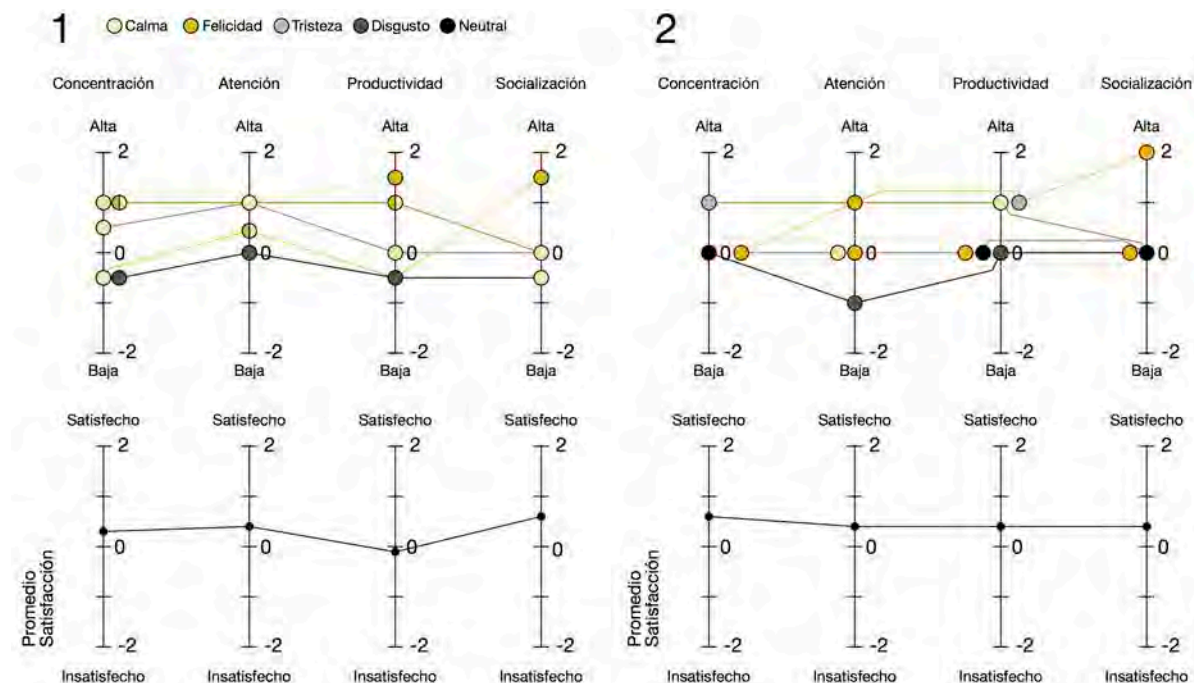 1
Calma Felicidad Tristeza Disgusto Neutral
2
Concentración Atención Productividad Socialización
Alta Alta Alta Alta
2 2 2 2
0 0 0 0
-2 -2 -2 -2
Baja Baja Baja Baja
Concentración Atención Productividad Socialización
Alta Alta Alta Alta
2 2 2 2
0 0 0 0
-2 -2 -2 -2
Baja Baja Baja Baja
Promedio
Satisfacción
Satisfecho Satisfecho Satisfecho Satisfecho
2 2 2 2
0 0 0 0
-2 -2 -2 -2
Insatisfecho Insatisfecho Insatisfecho Insatisfecho
Promedio
Satisfacción
Satisfecho Satisfecho Satisfecho Satisfecho
2 2 2 2
0 0 0 0
-2 -2 -2 -2
Insatisfecho Insatisfecho Insatisfecho Insatisfecho